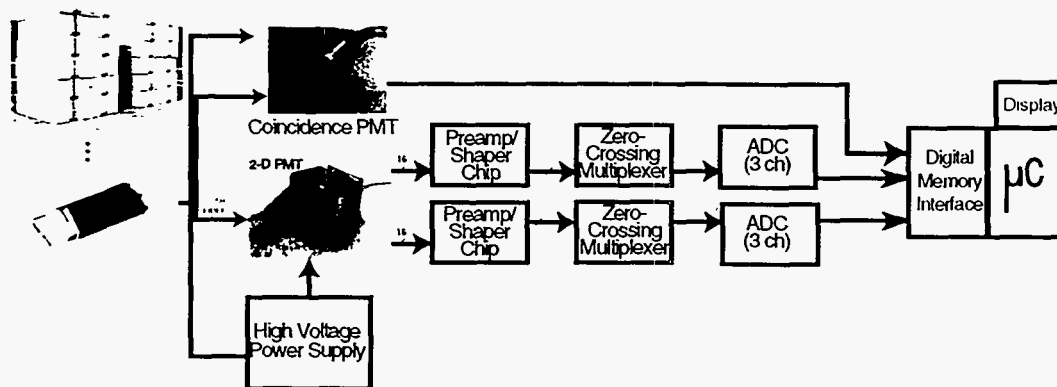 Coincidence PMT
2-D PMT
16
Preamp/
Shaper
Chip
Zero-
Crossing
Multiplexer
ADC
(3 ch)
16
Preamp/
Shaper
Chip
Zero-
Crossing
Multiplexer
ADC
(3 ch)
Digital
Memory
Interface
Display
µC
High Voltage
Power Supply